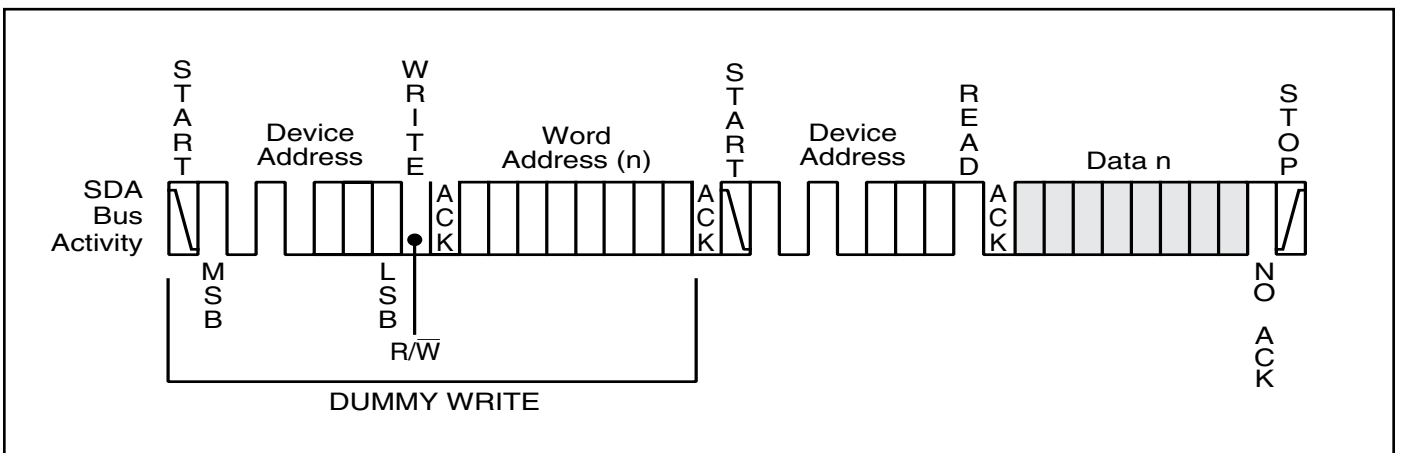 START
Device
Address
WRITE
Word
Address (n)
START
Device
Address
READ
Data n
STOP
SDA
Bus
Activity
ACK
ACK
ACK
MSB
LSB
R/W̅
NO ACK
DUMMY WRITE